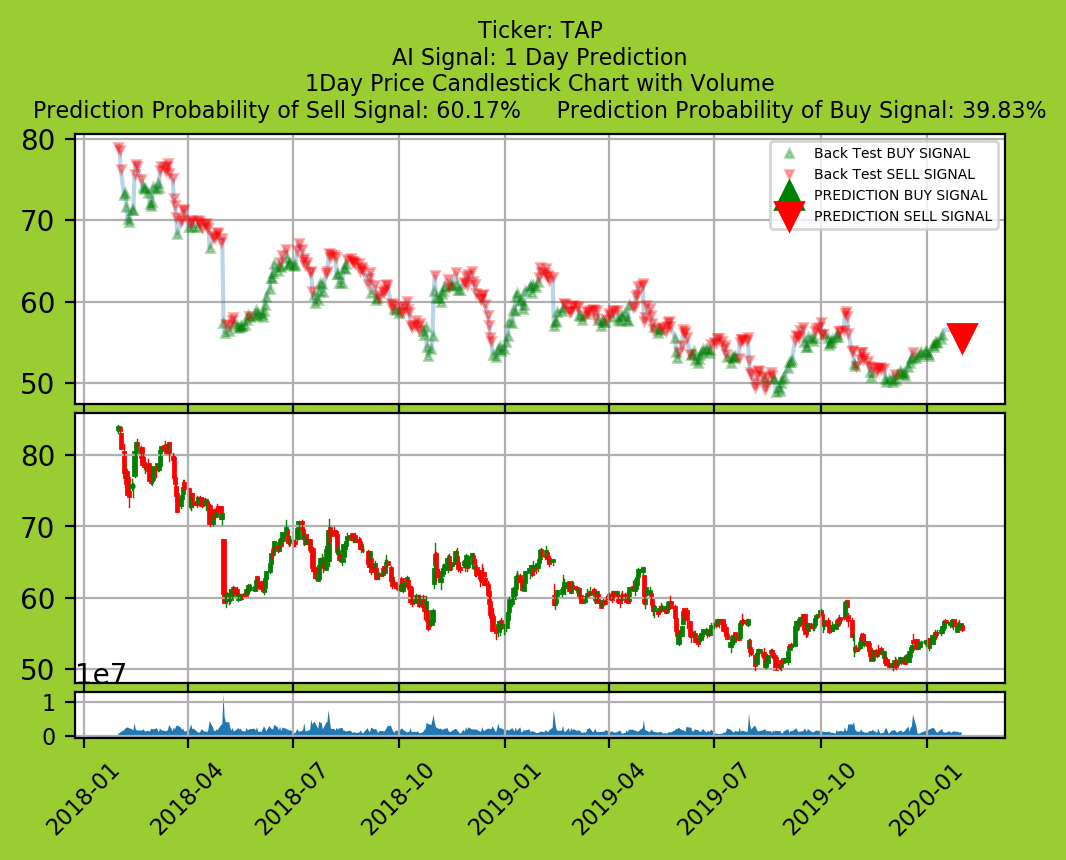 Ticker: TAP
AI Signal: 1 Day Prediction
1Day Price Candlestick Chart with Volume
Prediction Probability of Sell Signal: 60.17% Prediction Probability of Buy Signal: 39.83%
80
70
60
50
Back Test BUY SIGNAL
Back Test SELL SIGNAL
PREDICTION BUY SIGNAL
PREDICTION SELL SIGNAL
80
70
60
50
1e7
1
0
2018-01
2018-04
2018-07
2018-10
2019-01
2019-04
2019-07
2019-10
2020-01